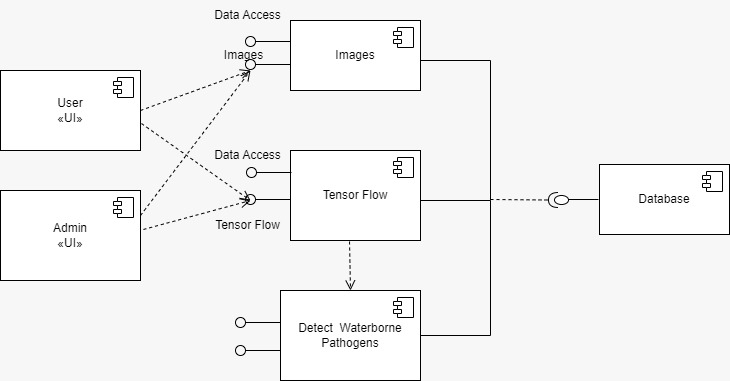 Data Access
Images
Images
User
«UI»
Data Access
Tensor Flow
Admin
«UI»
Tensor Flow
Database
Detect Waterborne
Pathogens